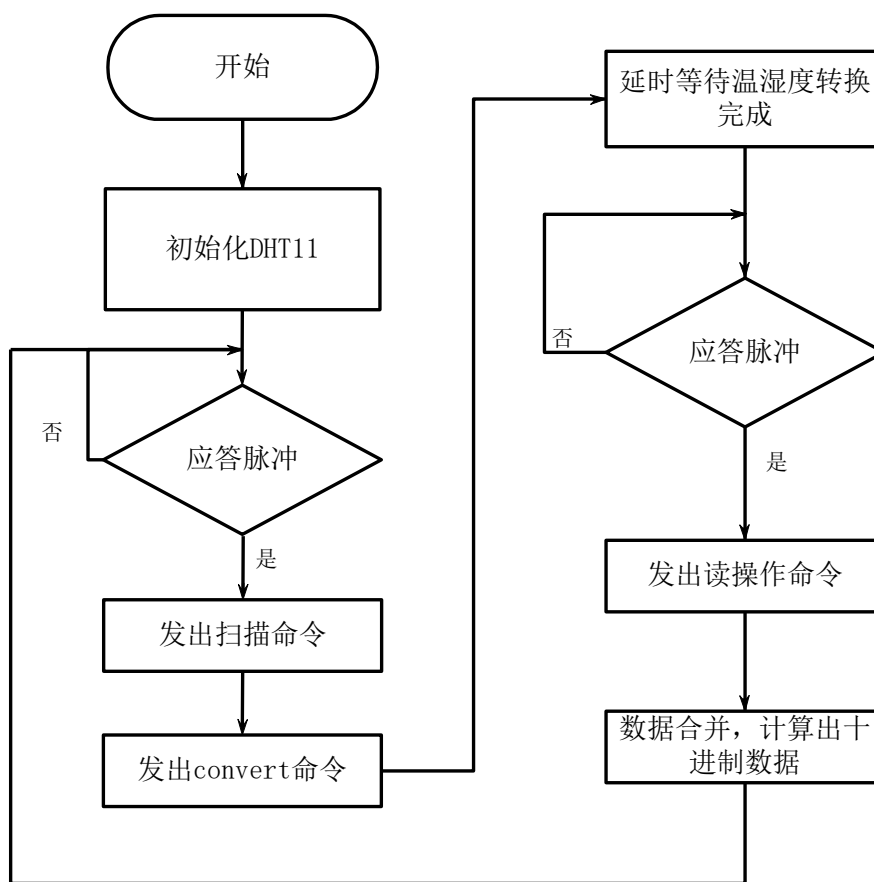 开始
初始化DHT11
否
应答脉冲
是
发出扫描命令
发出convert命令
延时等待温湿度转换
完成
否
应答脉冲
是
发出读操作命令
数据合并，计算出十
进制数据